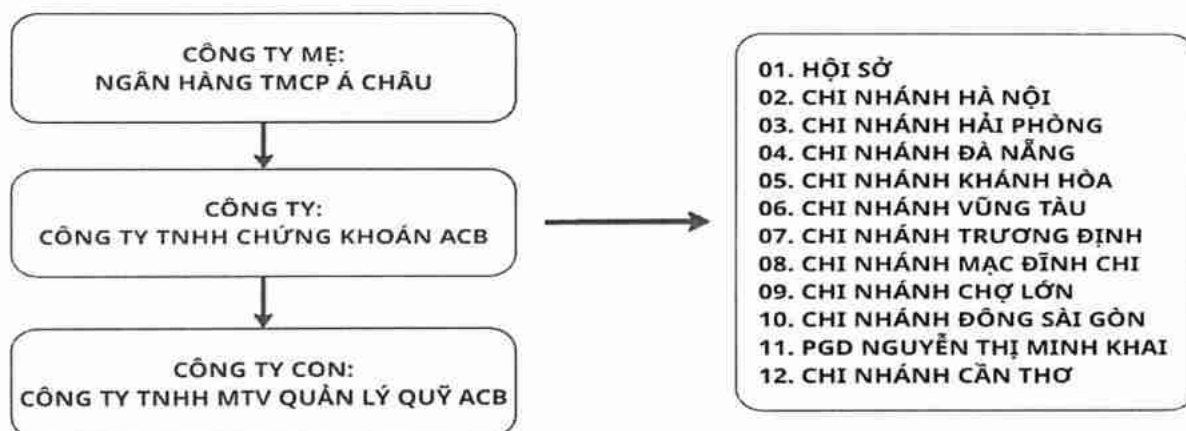 CÔNG TY MẸ:
NGÂN HÀNG TMCP Á CHÂU
CÔNG TY:
CÔNG TY TNHH CHỨNG KHOÁN ACB
CÔNG TY CON:
CÔNG TY TNHH MTV QUẢN LÝ QUỸ ACB
01. HỘI SỞ
02. CHI NHÁNH HÀ NỘI
03. CHI NHÁNH HẢI PHÒNG
04. CHI NHÁNH ĐÀ NẴNG
05. CHI NHÁNH KHÁNH HÒA
06. CHI NHÁNH VŨNG TÀU
07. CHI NHÁNH TRƯƠNG ĐỊNH
08. CHI NHÁNH MẠC ĐĨNH CHI
09. CHI NHÁNH CHỢ LỚN
10. CHI NHÁNH ĐÔNG SÀI GÒN
11. PGD NGUYỄN THỊ MINH KHAI
12. CHI NHÁNH CẦN THƠ